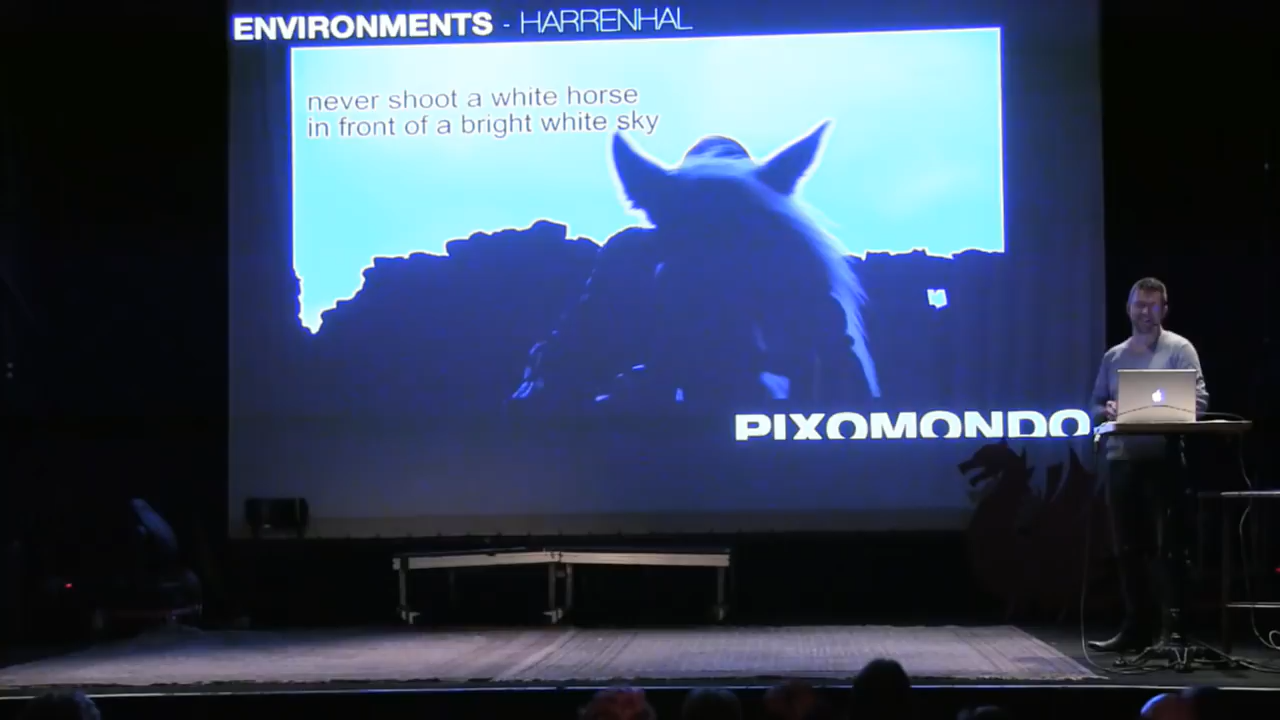 ENVIRONMENTS - HARRENHAL
never shoot a white horse
in front of a bright white sky
PIXOMONDO